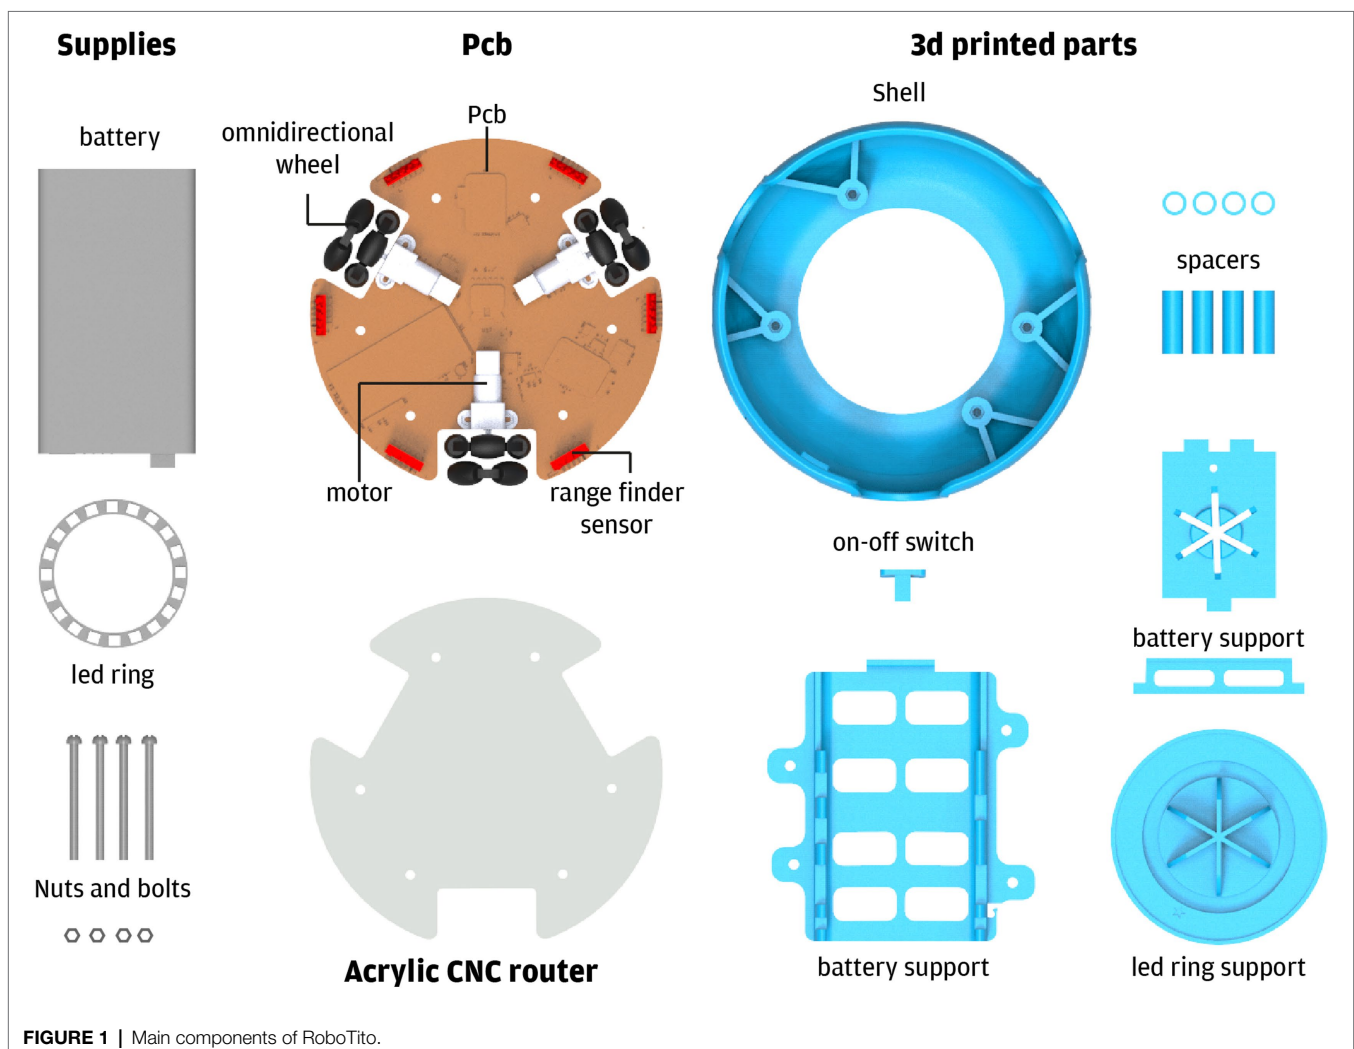 Supplies
Pcb
3d printed parts
battery
omnidirectional
wheel
Pcb
Shell
spacers
motor
range finder
sensor
on-off switch
led ring
battery support
Nuts and bolts
Acrylic CNC router
battery support
led ring support
FIGURE 1 | Main components of RoboTito.